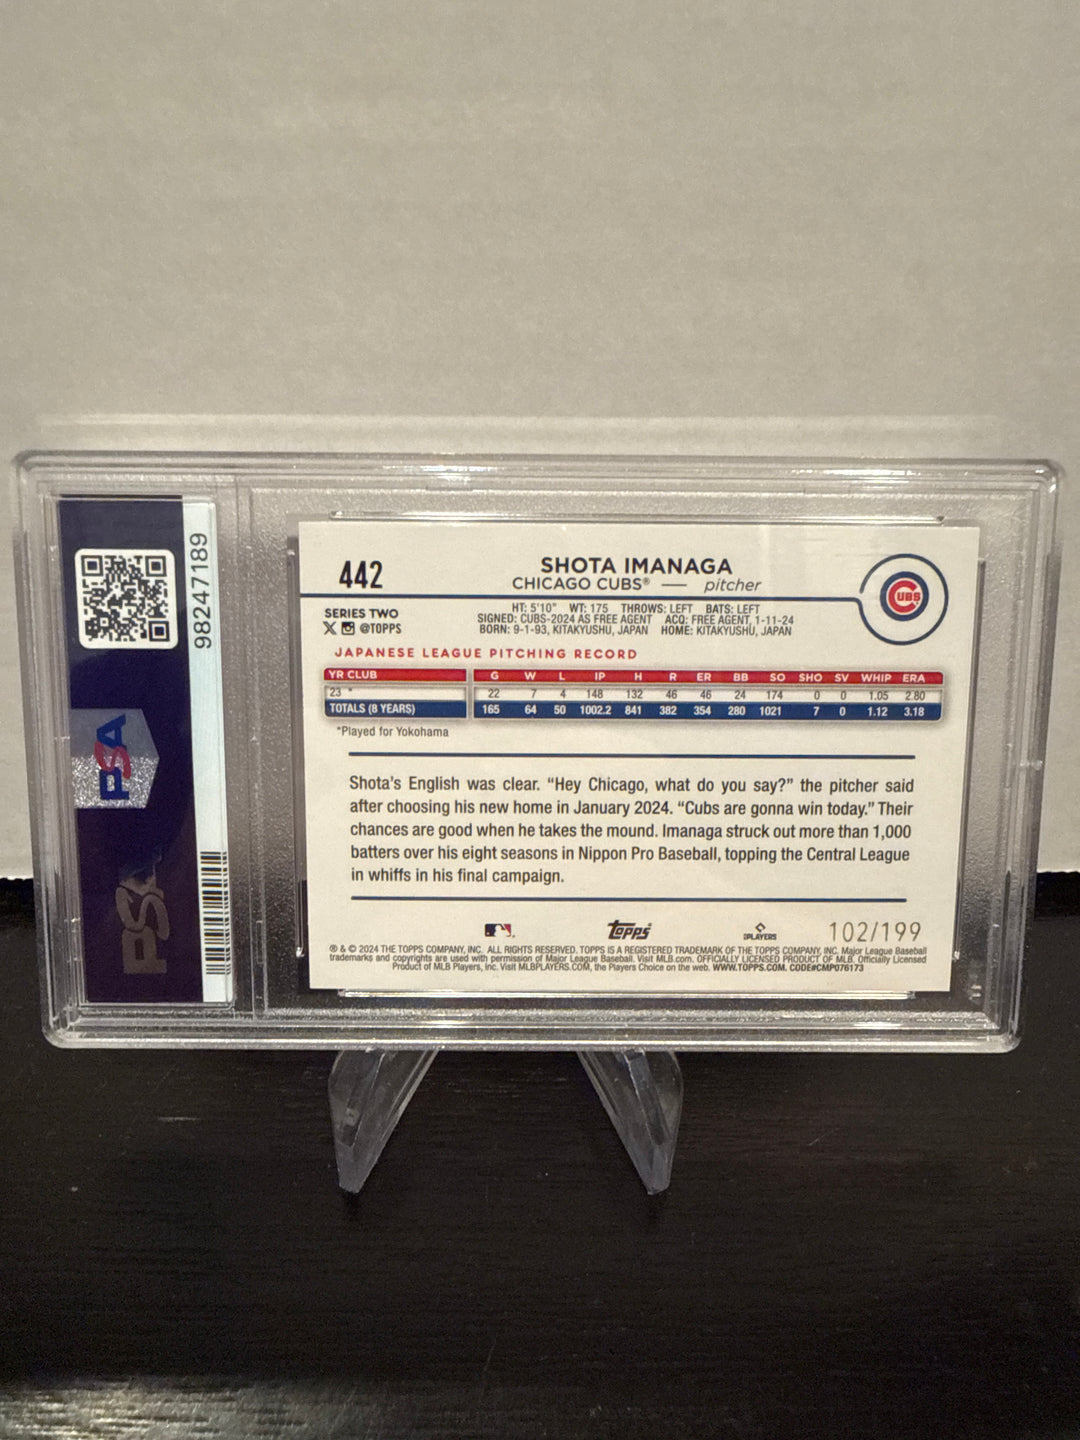 98247189
PSA
PSA
442
SHOTA IMANAGA
CHICAGO CUBS® — pitcher
CUBS
SERIES TWO
@TOPPS
HT: 5'10" WT: 175 THROWS: LEFT BATS: LEFT
SIGNED: CUBS-2024 AS FREE AGENT ACQ: FREE AGENT, 1-11-24
BORN: 9-1-93, KITAKYUSHU, JAPAN HOME: KITAKYUSHU, JAPAN
JAPANESE LEAGUE PITCHING RECORD
YR CLUB G W L IP H R ER BB SO SHO SV WHIP ERA
23 * 22 7 4 148 132 46 46 24 174 0 0 1.05 2.80
TOTALS (8 YEARS) 165 64 50 1002.2 841 382 354 280 1021 7 0 1.12 3.18
*Played for Yokohama
Shota's English was clear. “Hey Chicago, what do you say?” the pitcher said
after choosing his new home in January 2024. “Cubs are gonna win today.” Their
chances are good when he takes the mound. Imanaga struck out more than 1,000
batters over his eight seasons in Nippon Pro Baseball, topping the Central League
in whiffs in his final campaign.
Topps
PLAYERS
102/199
® & © 2024 THE TOPPS COMPANY, INC. ALL RIGHTS RESERVED. TOPPS IS A REGISTERED TRADEMARK OF THE TOPPS COMPANY, INC. Major League Baseball
trademarks and copyrights are used with permission of Major League Baseball. Visit MLB.com. OFFICIALLY LICENSED PRODUCT OF MLB. Officially Licensed
Product of MLB Players, Inc. Visit MLBPLAYERS.COM, the Players Choice on the web. WWW.TOPPS.COM. CODE#CMP076173